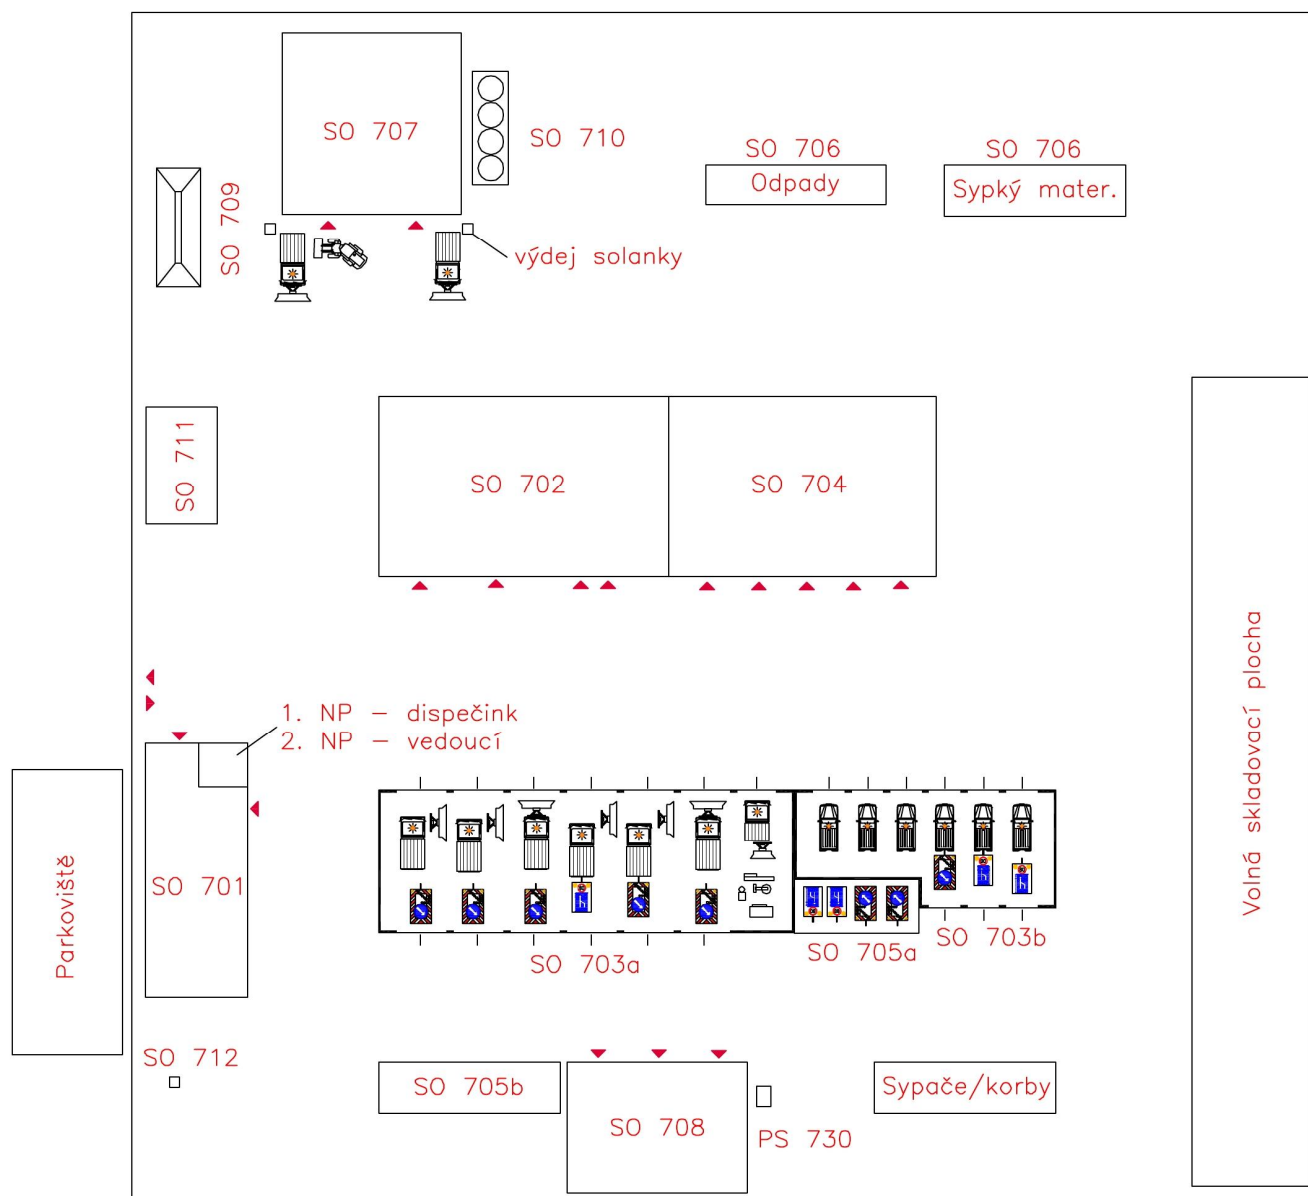 SO 707
SO 710
SO 706
Odpady
SO 706
Sypký mater.
SO 709
výdej solanky
SO 711
SO 702
SO 704
Volná skladovací plocha
1. NP – dispečink
2. NP – vedoucí
Parkoviště
SO 701
SO 703a
SO 705a
SO 703b
SO 712
SO 705b
SO 708
PS 730
Sypače/korby